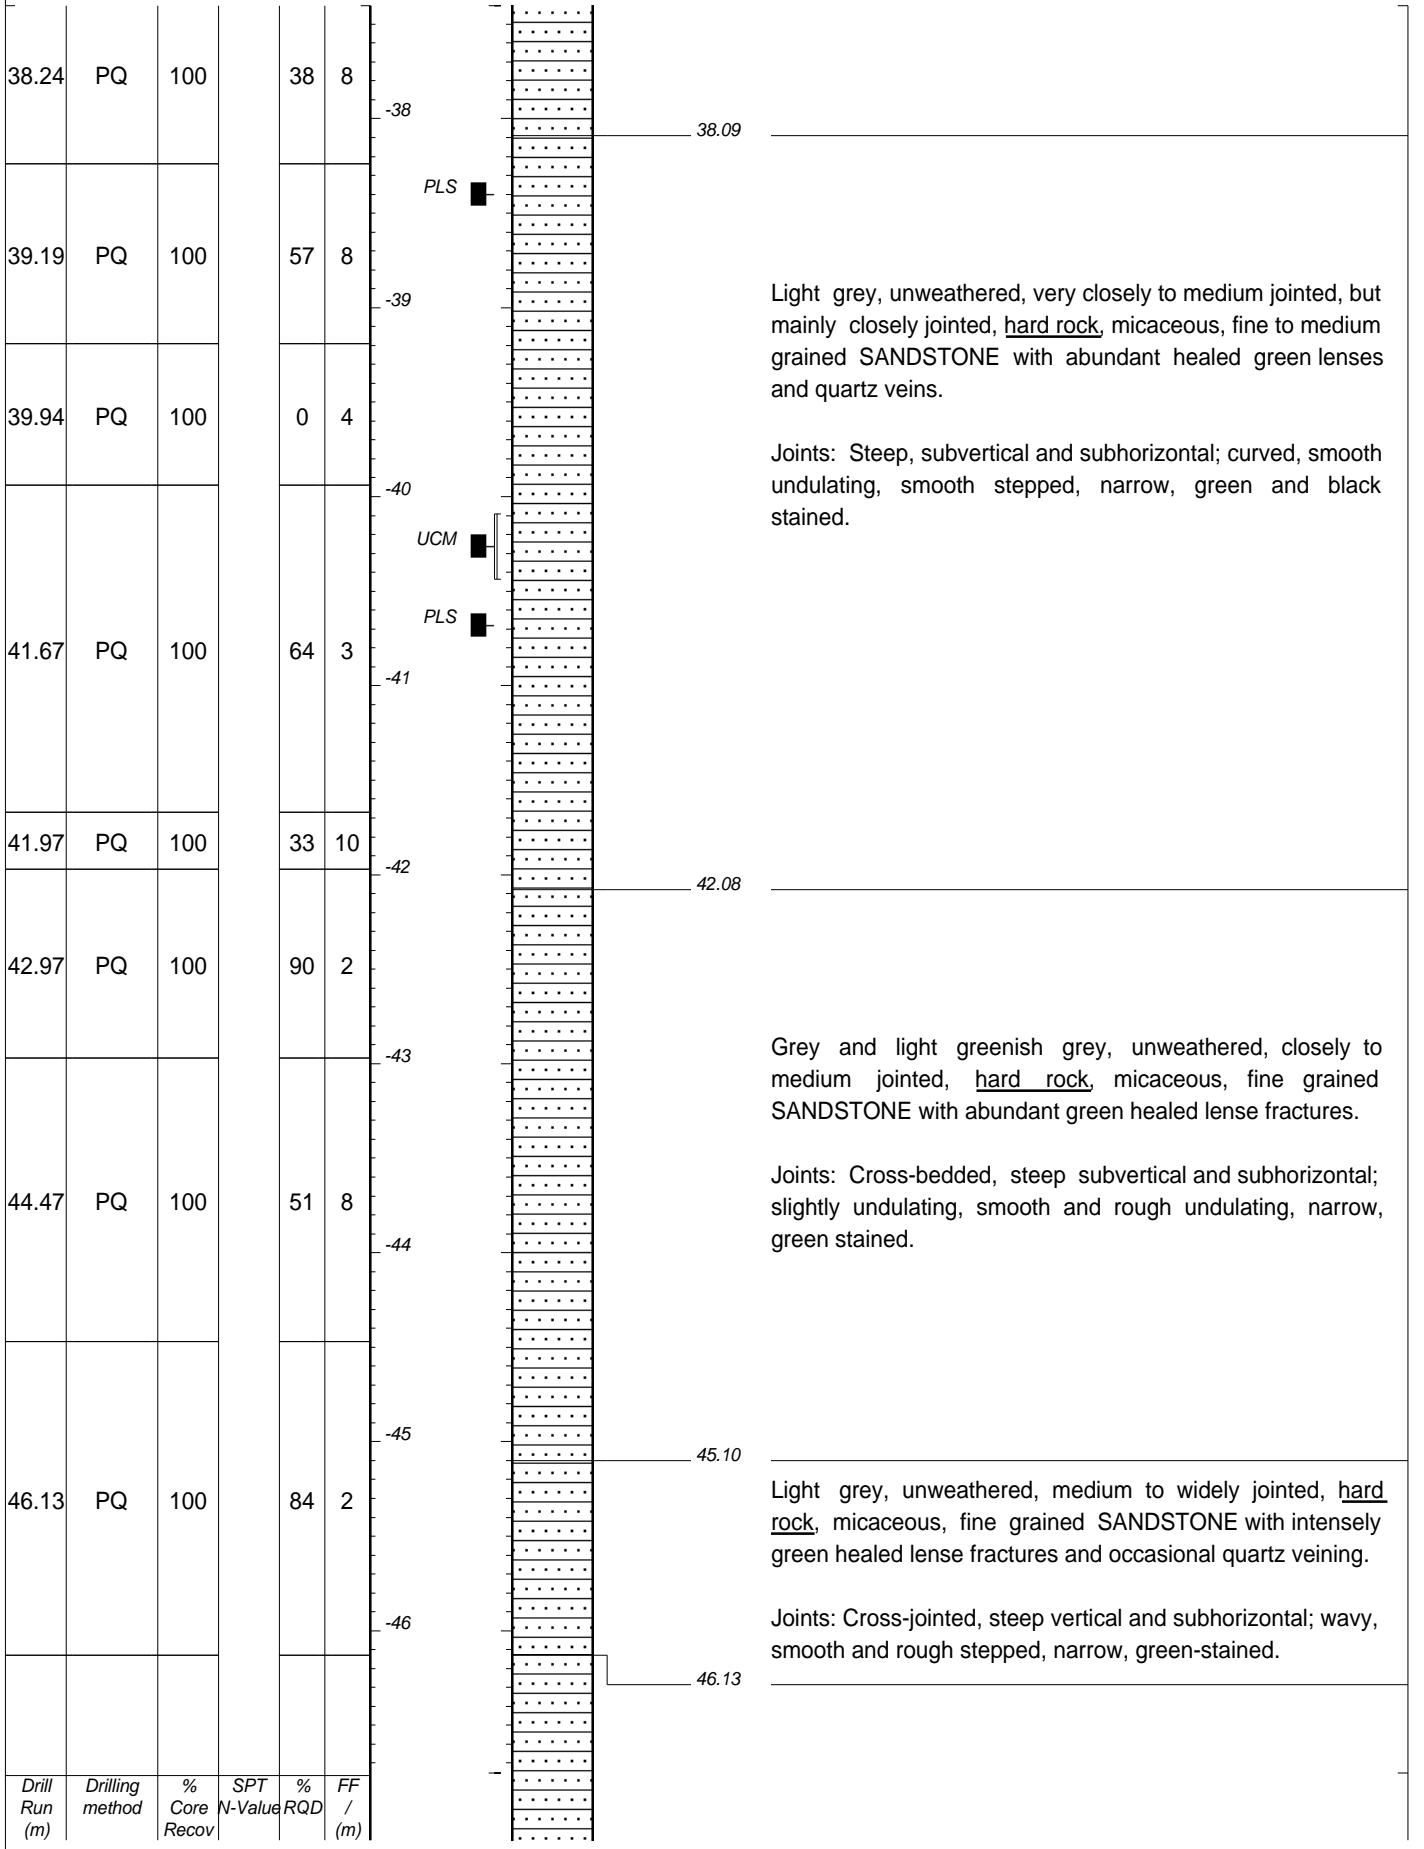 38.24 PQ 100 38 8
-38
38.09
PLS
39.19 PQ 100 57 8
-39
Light grey, unweathered, very closely to medium jointed, but
mainly closely jointed, hard rock, micaceous, fine to medium
grained SANDSTONE with abundant healed green lenses
and quartz veins.
39.94 PQ 100 0 4
Joints: Steep, subvertical and subhorizontal; curved, smooth
undulating, smooth stepped, narrow, green and black
stained.
-40
UCM
PLS
41.67 PQ 100 64 3
-41
41.97 PQ 100 33 10
-42
42.08
42.97 PQ 100 90 2
-43
Grey and light greenish grey, unweathered, closely to
medium jointed, hard rock, micaceous, fine grained
SANDSTONE with abundant green healed lense fractures.
Joints: Cross-bedded, steep subvertical and subhorizontal;
slightly undulating, smooth and rough undulating, narrow,
green stained.
44.47 PQ 100 51 8
-44
-45
45.10
46.13 PQ 100 84 2
Light grey, unweathered, medium to widely jointed, hard
rock, micaceous, fine grained SANDSTONE with intensely
green healed lense fractures and occasional quartz veining.
Joints: Cross-jointed, steep vertical and subhorizontal; wavy,
smooth and rough stepped, narrow, green-stained.
-46
46.13
Drill Drilling % SPT % FF
Run method Core N-Value RQD /
(m) Recov (m)